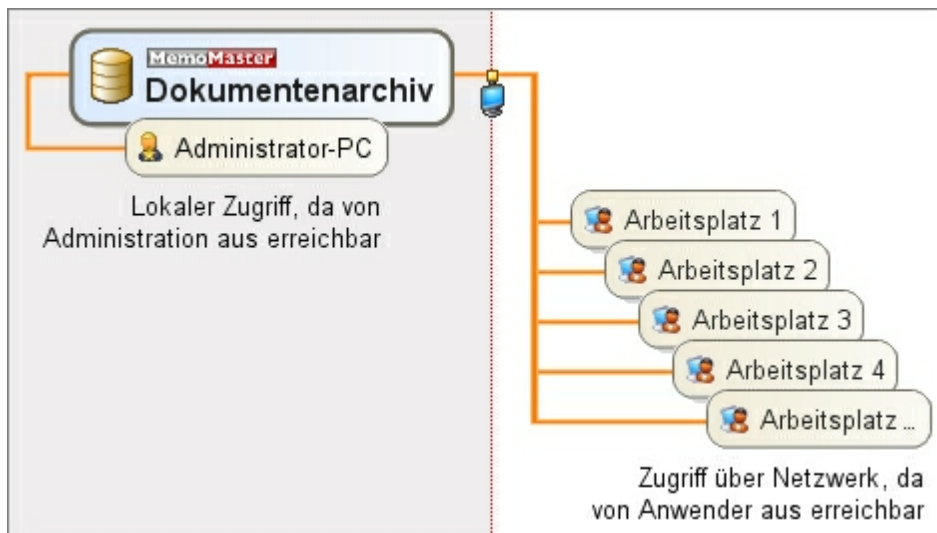 MemoMaster
Dokumentenarchiv
Administrator-PC
Lokaler Zugriff, da von
Administration aus erreichbar
Arbeitsplatz 1
Arbeitsplatz 2
Arbeitsplatz 3
Arbeitsplatz 4
Arbeitsplatz ...
Zugriff über Netzwerk, da
von Anwender aus erreichbar